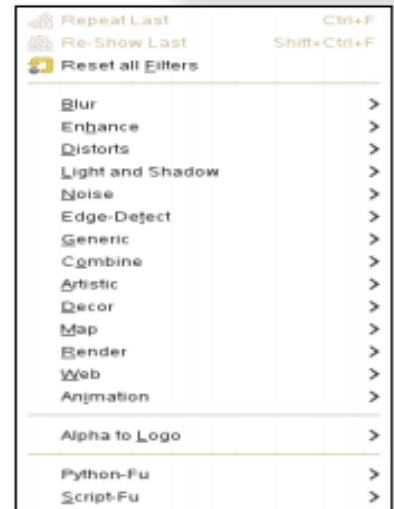 Repeat Last Ctrl+F
Re-Show Last Shift+Ctrl+F
Reset all Filters
Blur >
Enhance >
Distorts >
Light and Shadow >
Noise >
Edge-Detect >
Generic >
Combine >
Artistic >
Decor >
Map >
Render >
Web >
Animation >
Alpha to Logo >
Python-Fu >
Script-Fu >